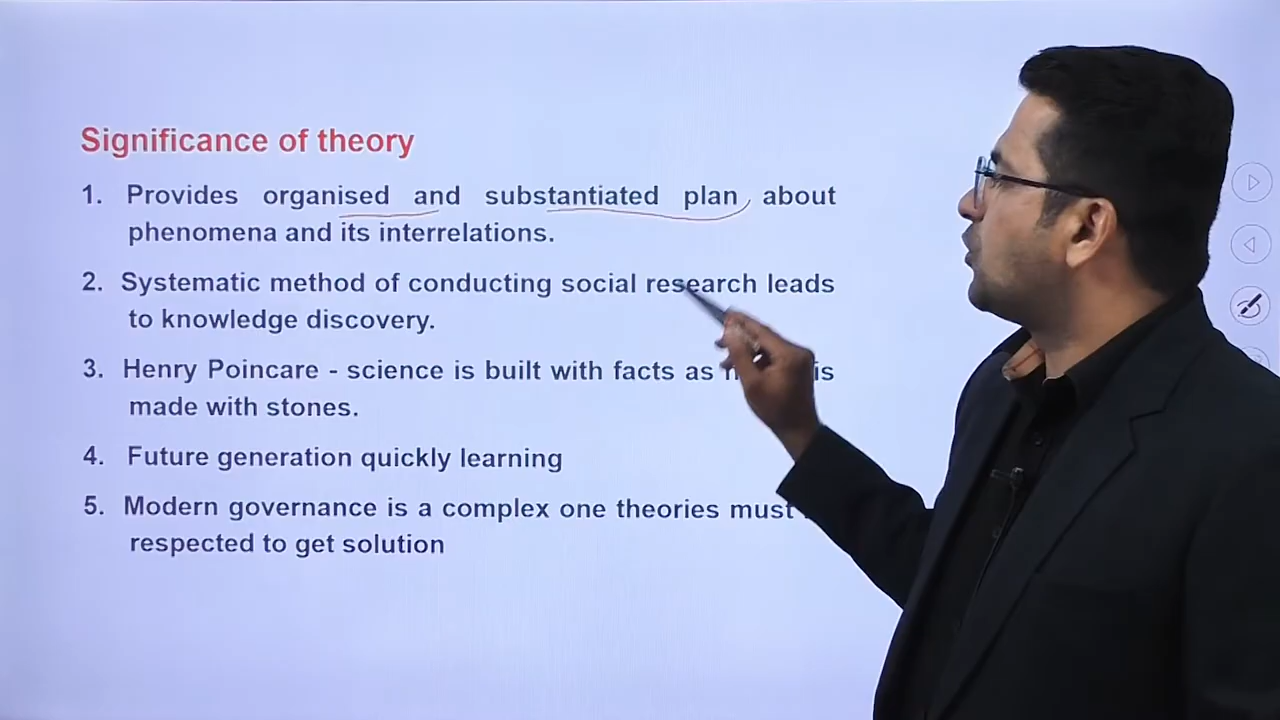 Significance of theory
1. Provides organised and substantiated plan about
phenomena and its interrelations.
2. Systematic method of conducting social research leads
to knowledge discovery.
3. Henry Poincare - science is built with facts as is
made with stones.
4. Future generation quickly learning
5. Modern governance is a complex one theories must
respected to get solution